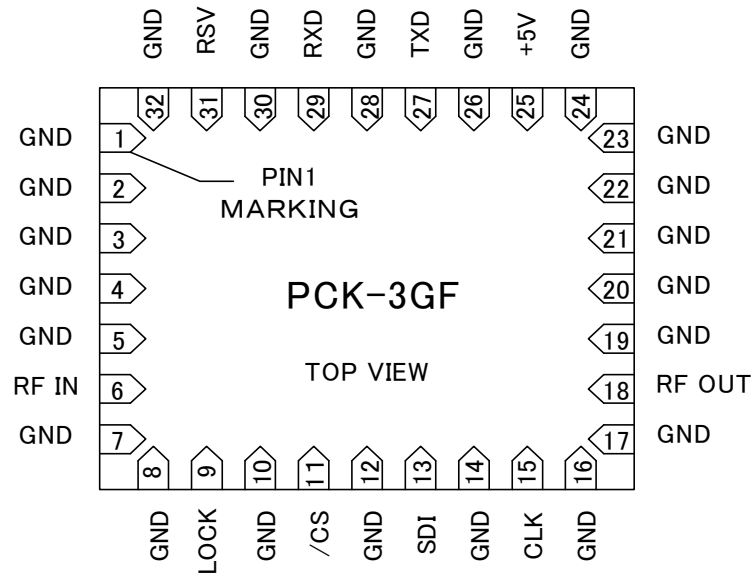 GND RSV GND RXD GND TXD GND +5V GND
32 31 30 29 28 27 26 25 24
GND 1 23 GND
PIN1
MARKING
GND 2 22 GND
GND 3 21 GND
GND 4 PCK-3GF 20 GND
GND 5 19 GND
TOP VIEW
RF IN 6 18 RF OUT
GND 7 17 GND
8 9 10 11 12 13 14 15 16
GND LOCK GND /CS GND SDI GND CLK GND